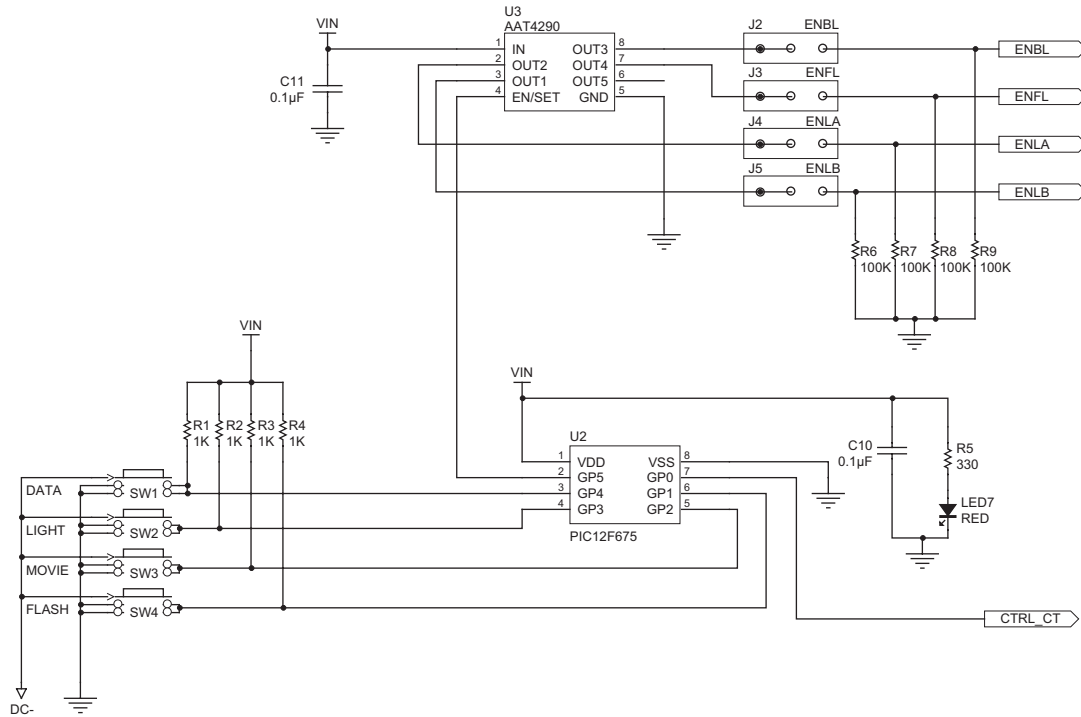 U3
AAT4290
VIN
1 IN OUT3 8
2 OUT2 OUT4 7
3 OUT1 OUT5 6
4 EN/SET GND 5
C11
0.1µF
J2 ENBL
ENBL
J3 ENFL
ENFL
J4 ENLA
ENLA
J5 ENLB
ENLB
R6
100K
R7
100K
R8
100K
R9
100K
VIN
R1
1K
R2
1K
R3
1K
R4
1K
VIN
U2
1 VDD VSS 8
2 GP5 GP0 7
3 GP4 GP1 6
4 GP3 GP2 5
PIC12F675
C10
0.1µF
R5
330
LED7
RED
DATA
SW1
LIGHT
SW2
MOVIE
SW3
FLASH
SW4
CTRL_CT
DC-